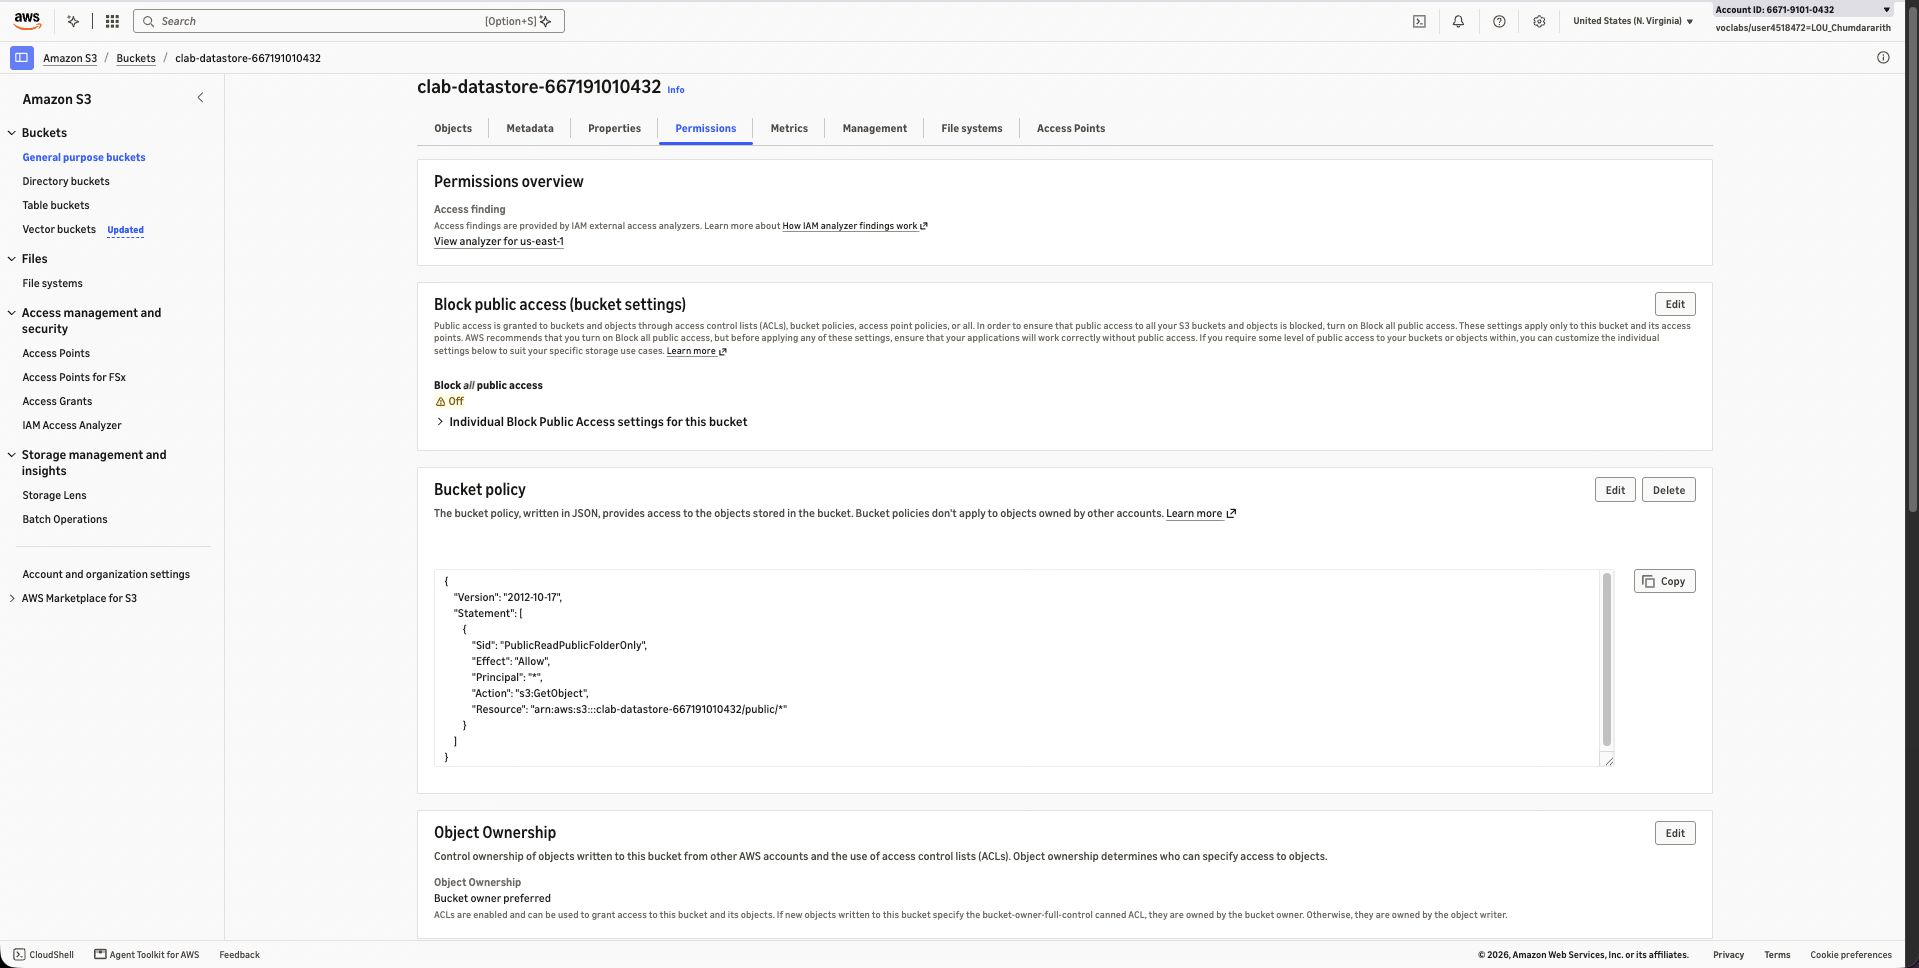 aws
Search
[Option+S]
United States (N. Virginia)
Account ID: 6671-9101-0432
voclabs/user4518472=LOU_Chumdararith
Amazon S3 / Buckets / clab-datastore-667191010432
Amazon S3
Buckets
General purpose buckets
Directory buckets
Table buckets
Vector buckets Updated
Files
File systems
Access management and
security
Access Points
Access Points for FSx
Access Grants
IAM Access Analyzer
Storage management and
insights
Storage Lens
Batch Operations
Account and organization settings
AWS Marketplace for S3
clab-datastore-667191010432 Info
Objects
Metadata
Properties
Permissions
Metrics
Management
File systems
Access Points
Permissions overview
Access finding
Access findings are provided by IAM external access analyzers. Learn more about How IAM analyzer findings work
View analyzer for us-east-1
Block public access (bucket settings)
Edit
Public access is granted to buckets and objects through access control lists (ACLs), bucket policies, access point policies, or all. In order to ensure that public access to all your S3 buckets and objects is blocked, turn on Block all public access. These settings apply only to this bucket and its access
points. AWS recommends that you turn on Block all public access, but before applying any of these settings, ensure that your applications will work correctly without public access. If you require some level of public access to your buckets or objects within, you can customize the individual
settings below to suit your specific storage use cases. Learn more
Block all public access
Off
Individual Block Public Access settings for this bucket
Bucket policy
Edit
Delete
The bucket policy, written in JSON, provides access to the objects stored in the bucket. Bucket policies don't apply to objects owned by other accounts. Learn more
Copy
{
"Version": "2012-10-17",
"Statement": [
{
"Sid": "PublicReadPublicFolderOnly",
"Effect": "Allow",
"Principal": "*",
"Action": "s3:GetObject",
"Resource": "arn:aws:s3:::clab-datastore-667191010432/public/*"
}
]
}
Object Ownership
Edit
Control ownership of objects written to this bucket from other AWS accounts and the use of access control lists (ACLs). Object ownership determines who can specify access to objects.
Object Ownership
Bucket owner preferred
ACLs are enabled and can be used to grant access to this bucket and its objects. If new objects written to this bucket specify the bucket-owner-full-control canned ACL, they are owned by the bucket owner. Otherwise, they are owned by the object writer.
CloudShell
Agent Toolkit for AWS
Feedback
© 2026, Amazon Web Services, Inc. or its affiliates.
Privacy
Terms
Cookie preferences